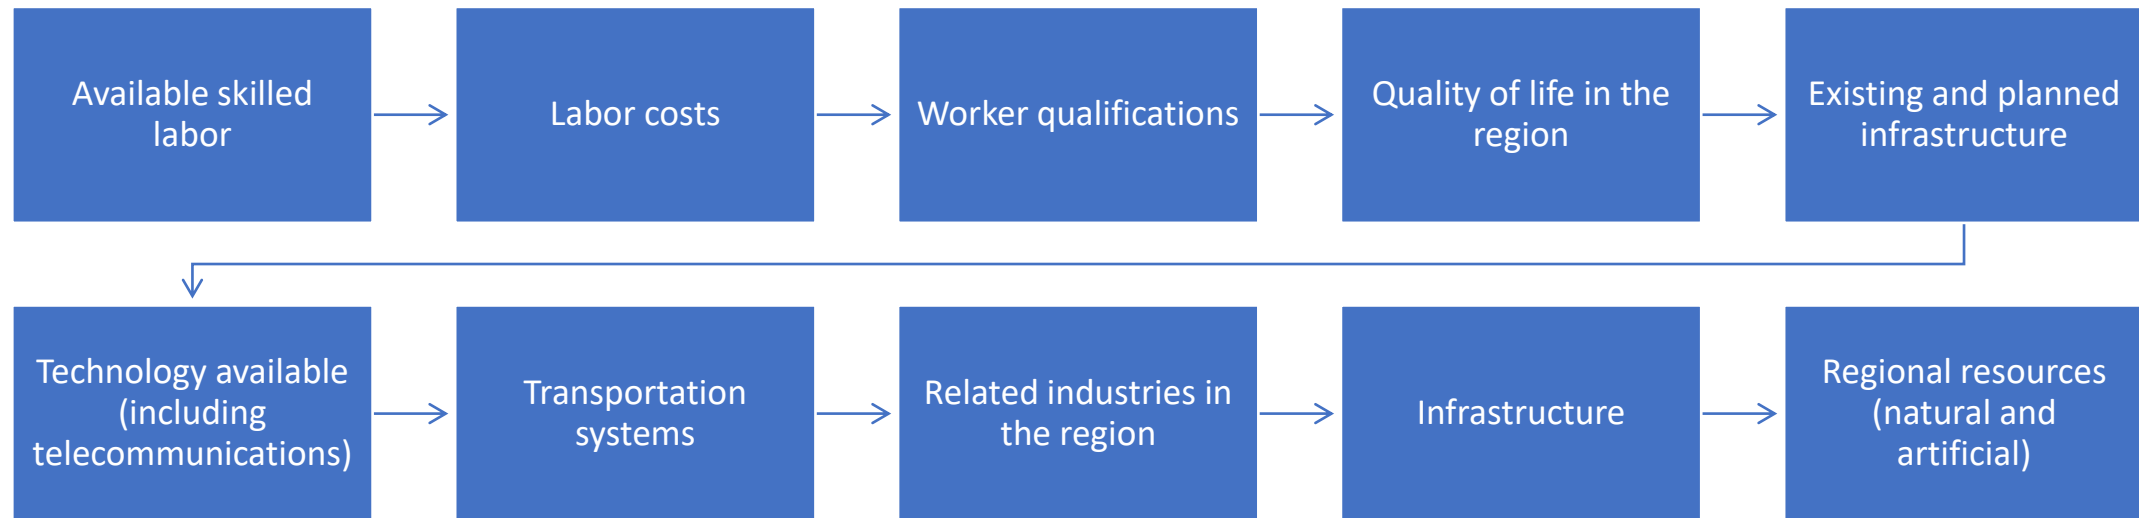 Available skilled
labor
Labor costs
Worker qualifications
Quality of life in the
region
Existing and planned
infrastructure
Technology available
(including
telecommunications)
Transportation
systems
Related industries in
the region
Infrastructure
Regional resources
(natural and
artificial)